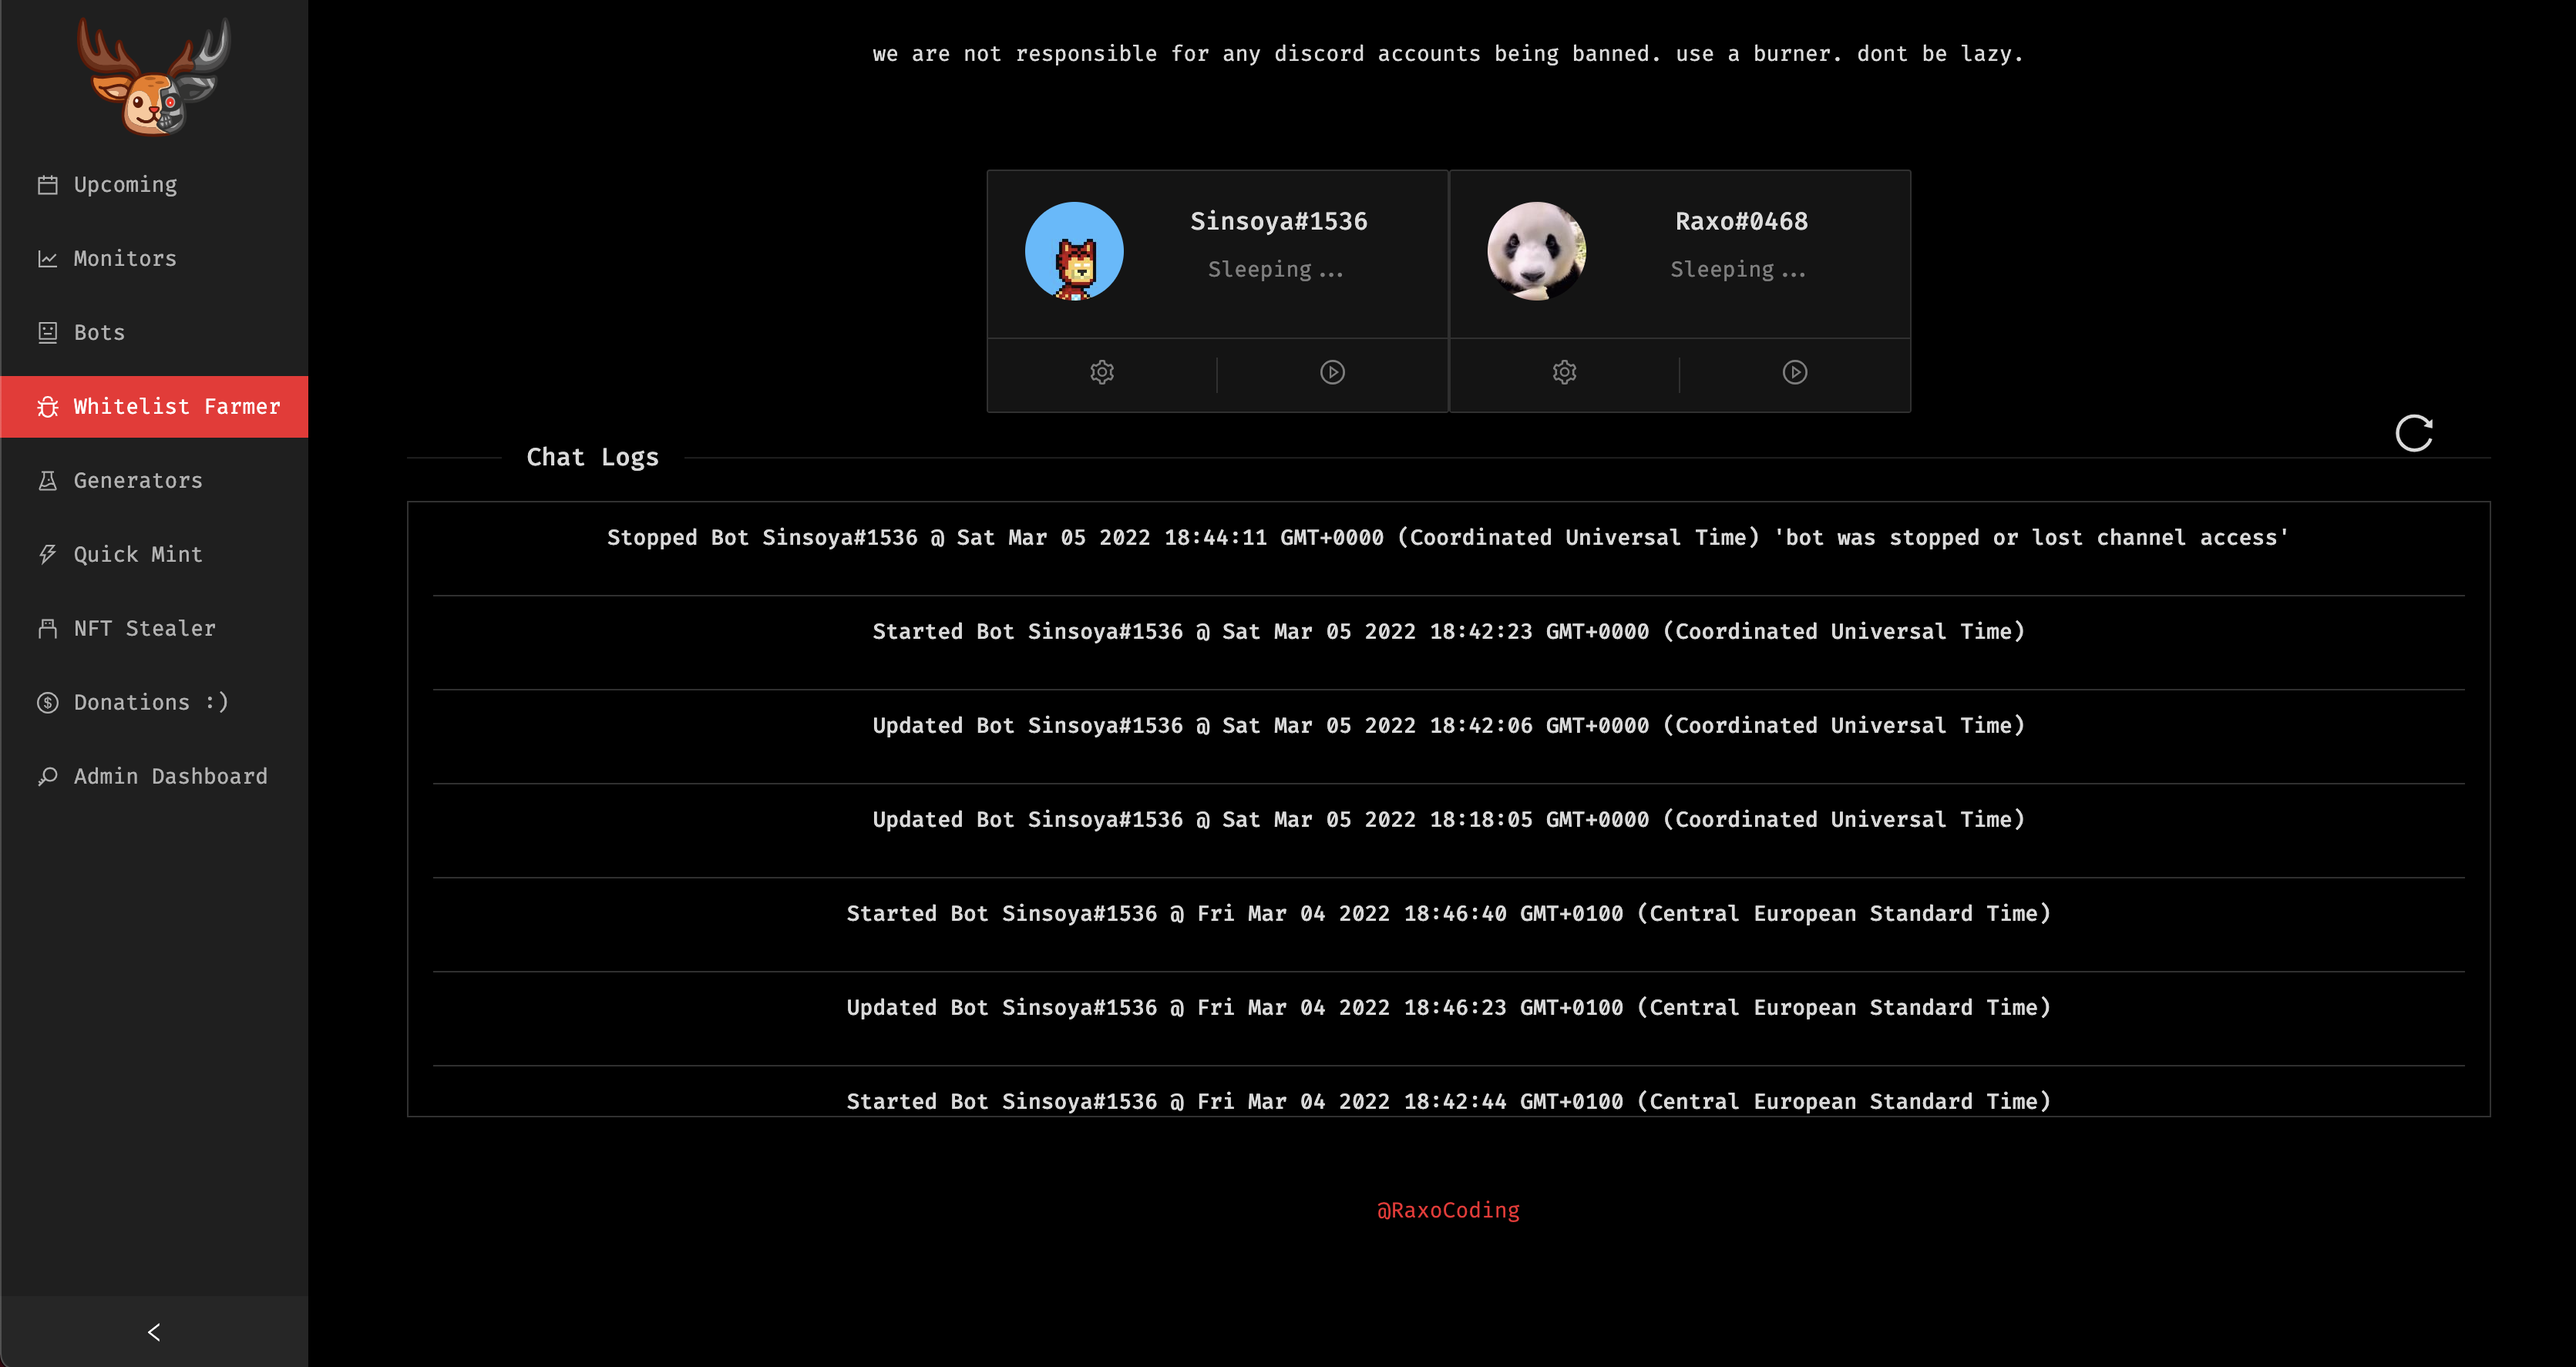 we are not responsible for any discord accounts being banned. use a burner. dont be lazy.
Upcoming
Monitors
Bots
Whitelist Farmer
Generators
Quick Mint
NFT Stealer
Donations :)
Admin Dashboard
Sinsoya#1536
Sleeping...
Raxo#0468
Sleeping...
Chat Logs
Stopped Bot Sinsoya#1536 @ Sat Mar 05 2022 18:44:11 GMT+0000 (Coordinated Universal Time) 'bot was stopped or lost channel access'
Started Bot Sinsoya#1536 @ Sat Mar 05 2022 18:42:23 GMT+0000 (Coordinated Universal Time)
Updated Bot Sinsoya#1536 @ Sat Mar 05 2022 18:42:06 GMT+0000 (Coordinated Universal Time)
Updated Bot Sinsoya#1536 @ Sat Mar 05 2022 18:18:05 GMT+0000 (Coordinated Universal Time)
Started Bot Sinsoya#1536 @ Fri Mar 04 2022 18:46:40 GMT+0100 (Central European Standard Time)
Updated Bot Sinsoya#1536 @ Fri Mar 04 2022 18:46:23 GMT+0100 (Central European Standard Time)
Started Bot Sinsoya#1536 @ Fri Mar 04 2022 18:42:44 GMT+0100 (Central European Standard Time)
@RaxoCoding